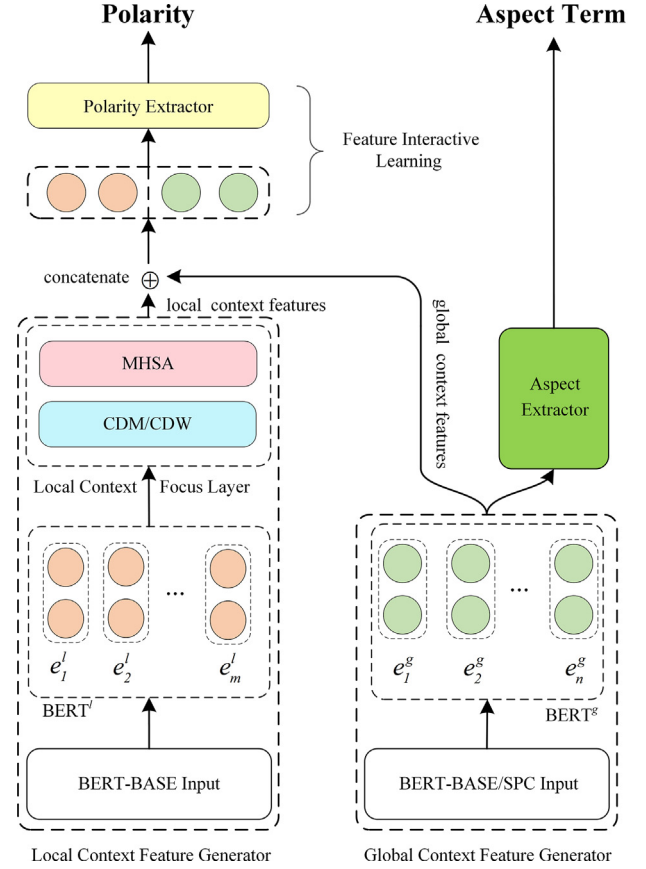 Polarity
Aspect Term
Polarity Extractor
Feature Interactive
Learning
concatenate ⊕
local context features
global context features
MHSA
CDM/CDW
Aspect
Extractor
Local Context Focus Layer
...
...
e₁ˡ e₂ˡ eₘˡ
e₁ᵍ e₂ᵍ eₙᵍ
BERTˡ
BERTᵍ
BERT-BASE Input
BERT-BASE/SPC Input
Local Context Feature Generator
Global Context Feature Generator